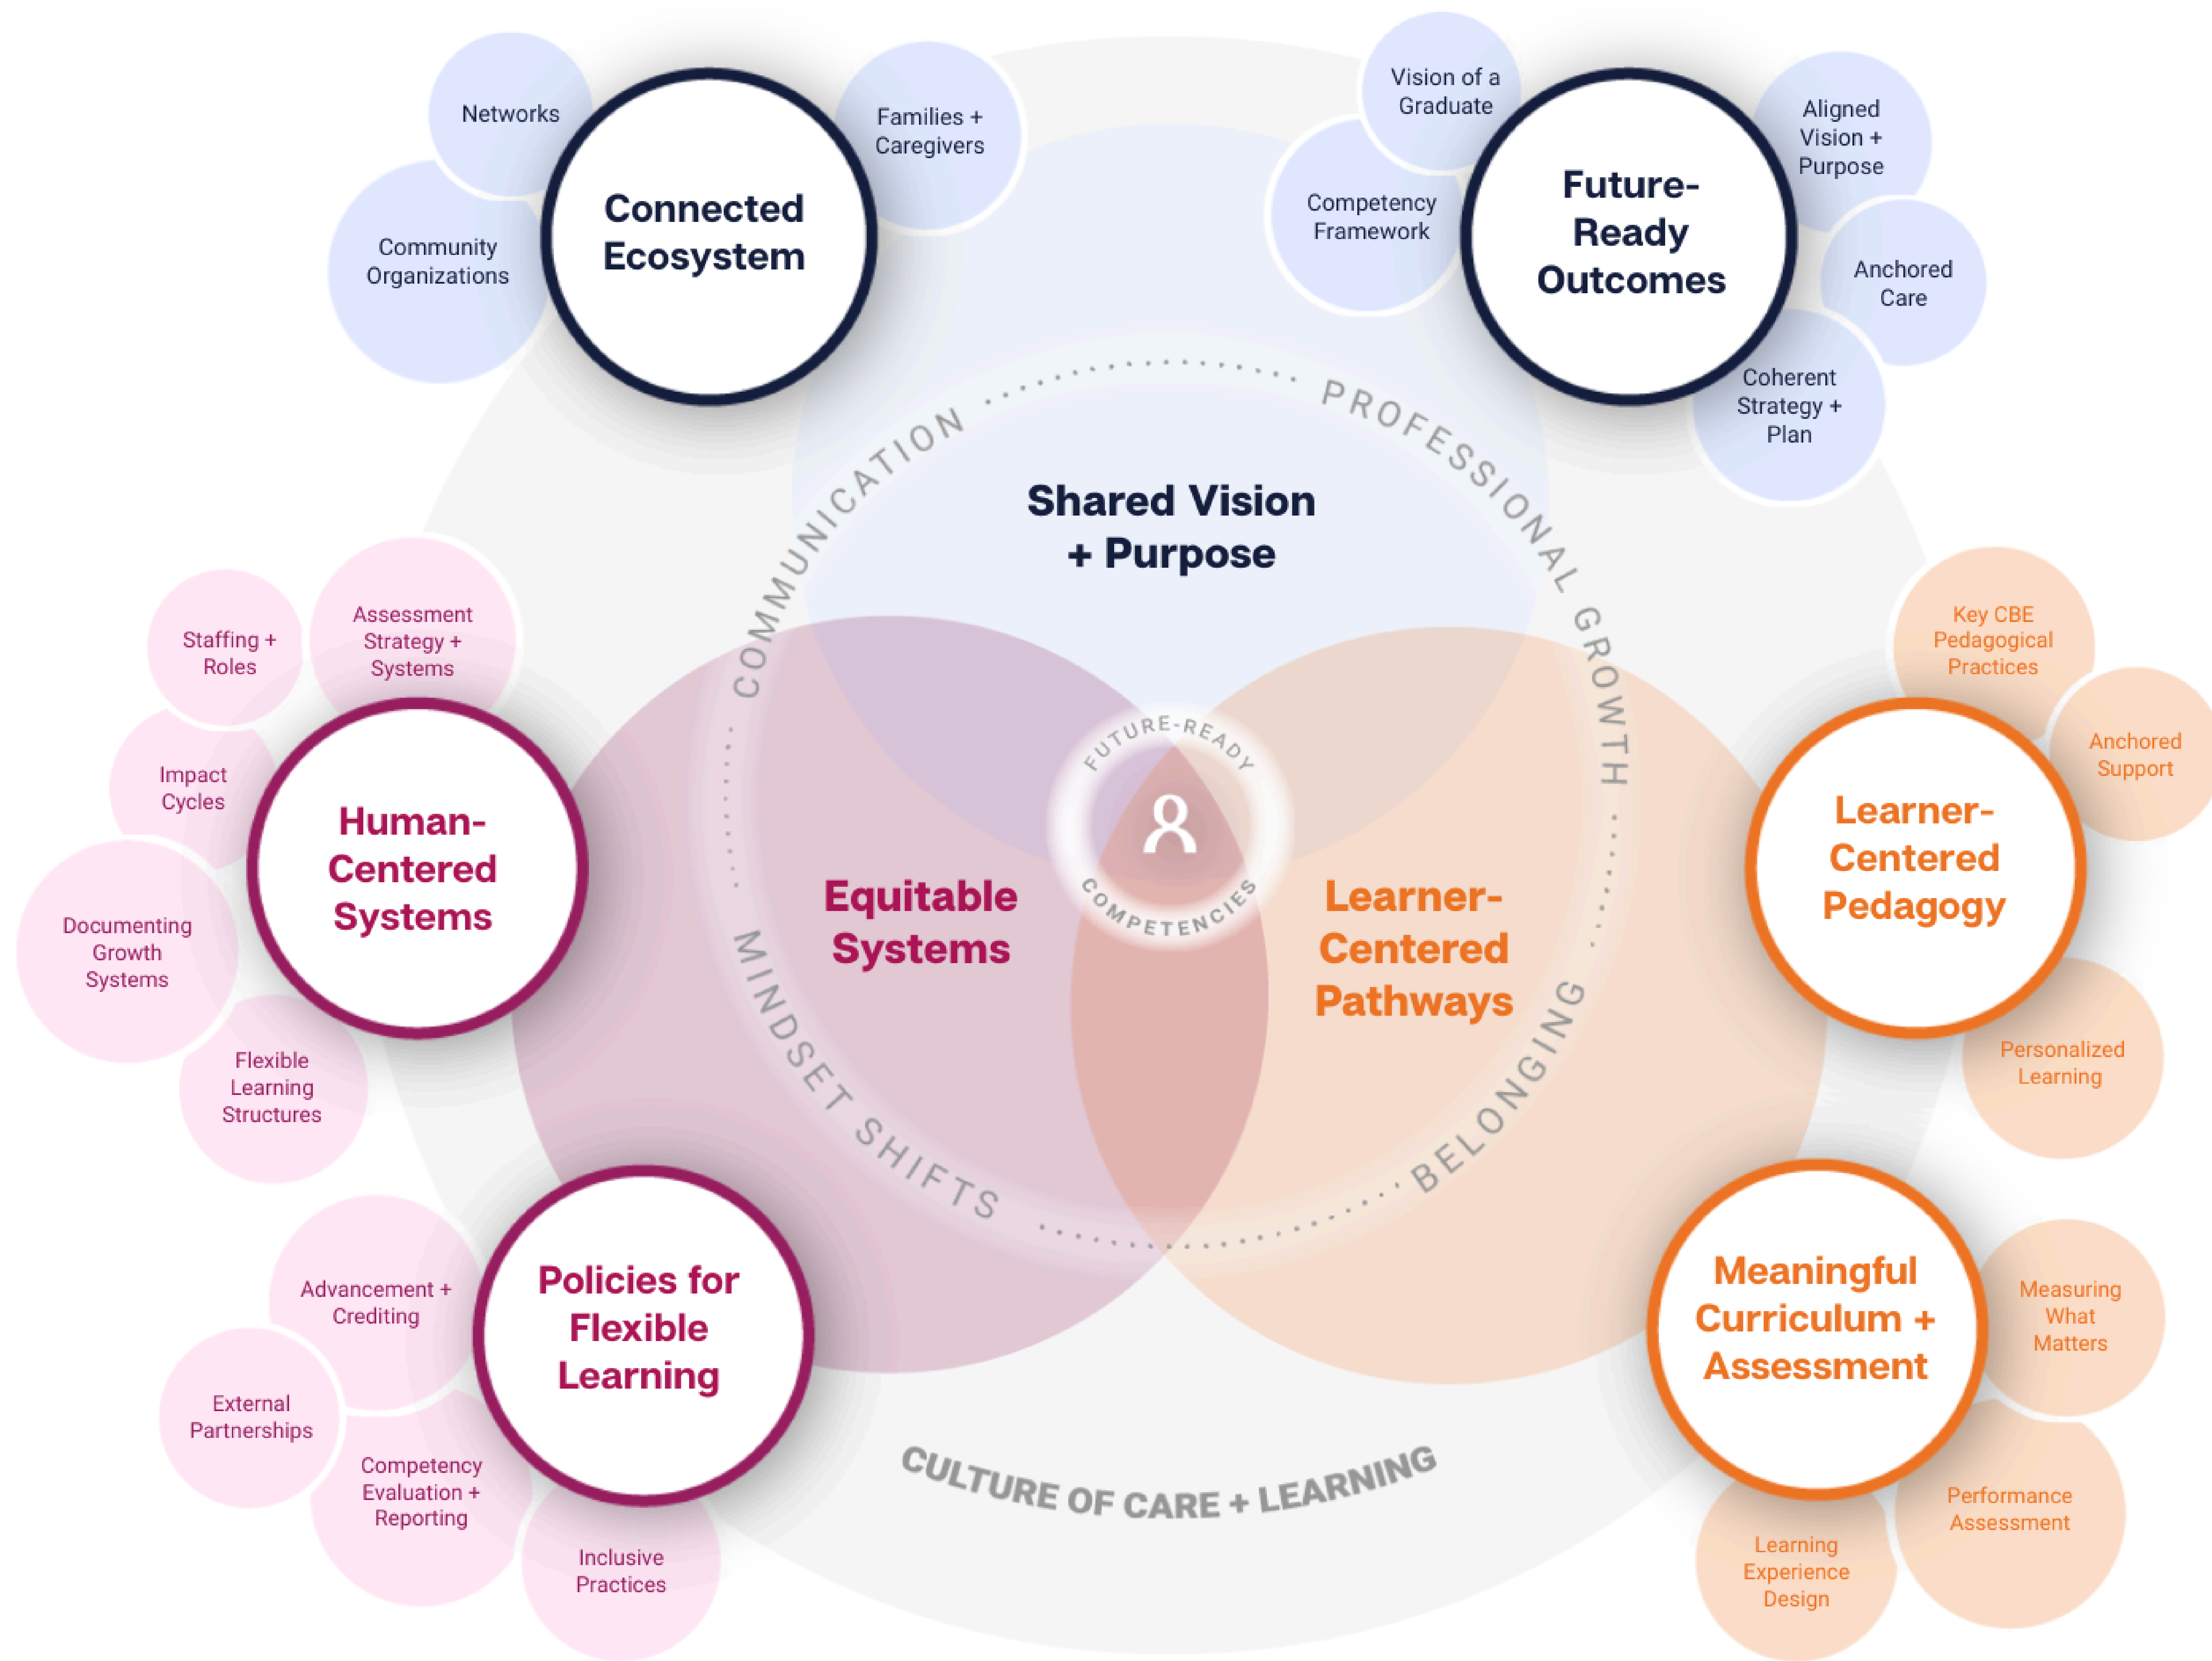 Networks
Families +
Caregivers
Community
Organizations
Connected
Ecosystem
Vision of a
Graduate
Competency
Framework
Future-
Ready
Outcomes
Aligned
Vision +
Purpose
Anchored
Care
Coherent
Strategy +
Plan
COMMUNICATION
PROFESSIONAL GROWTH
Shared Vision
+ Purpose
Staffing +
Roles
Assessment
Strategy +
Systems
Impact
Cycles
Human-
Centered
Systems
Documenting
Growth
Systems
Flexible
Learning
Structures
FUTURE-READY
COMPETENCIES
Equitable
Systems
Learner-
Centered
Pathways
Key CBE
Pedagogical
Practices
Anchored
Support
Learner-
Centered
Pedagogy
Personalized
Learning
MINDSET SHIFTS
BELONGING
Advancement +
Crediting
Policies for
Flexible
Learning
External
Partnerships
Competency
Evaluation +
Reporting
Inclusive
Practices
CULTURE OF CARE + LEARNING
Meaningful
Curriculum +
Assessment
Measuring
What
Matters
Performance
Assessment
Learning
Experience
Design